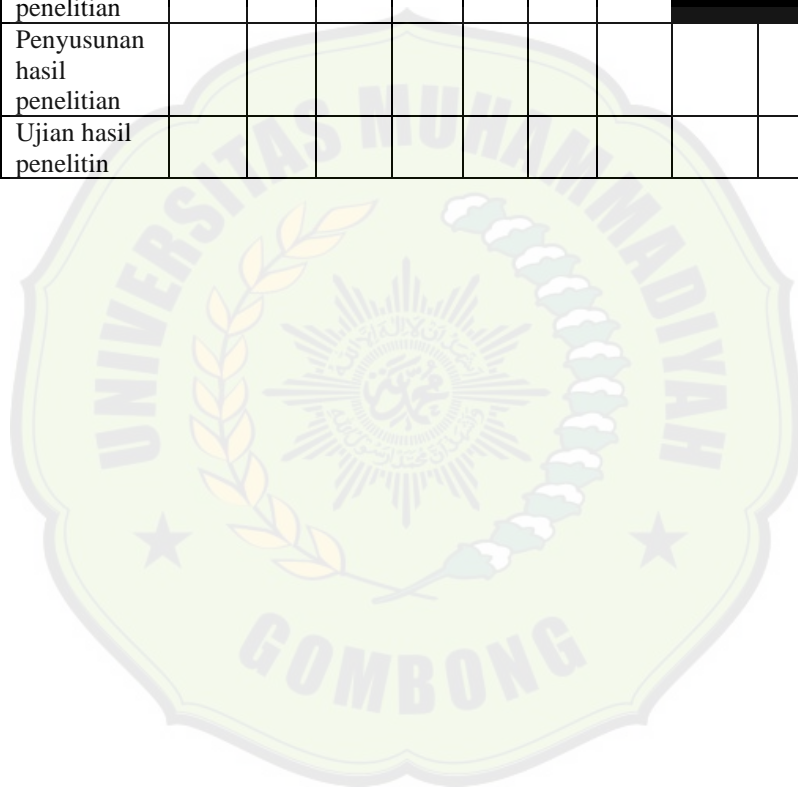 penelitian
Penyusunan
hasil
penelitian
Ujian hasil
penelitin
UNIVERSITAS MUHAMMADIYAH
GOMBONG